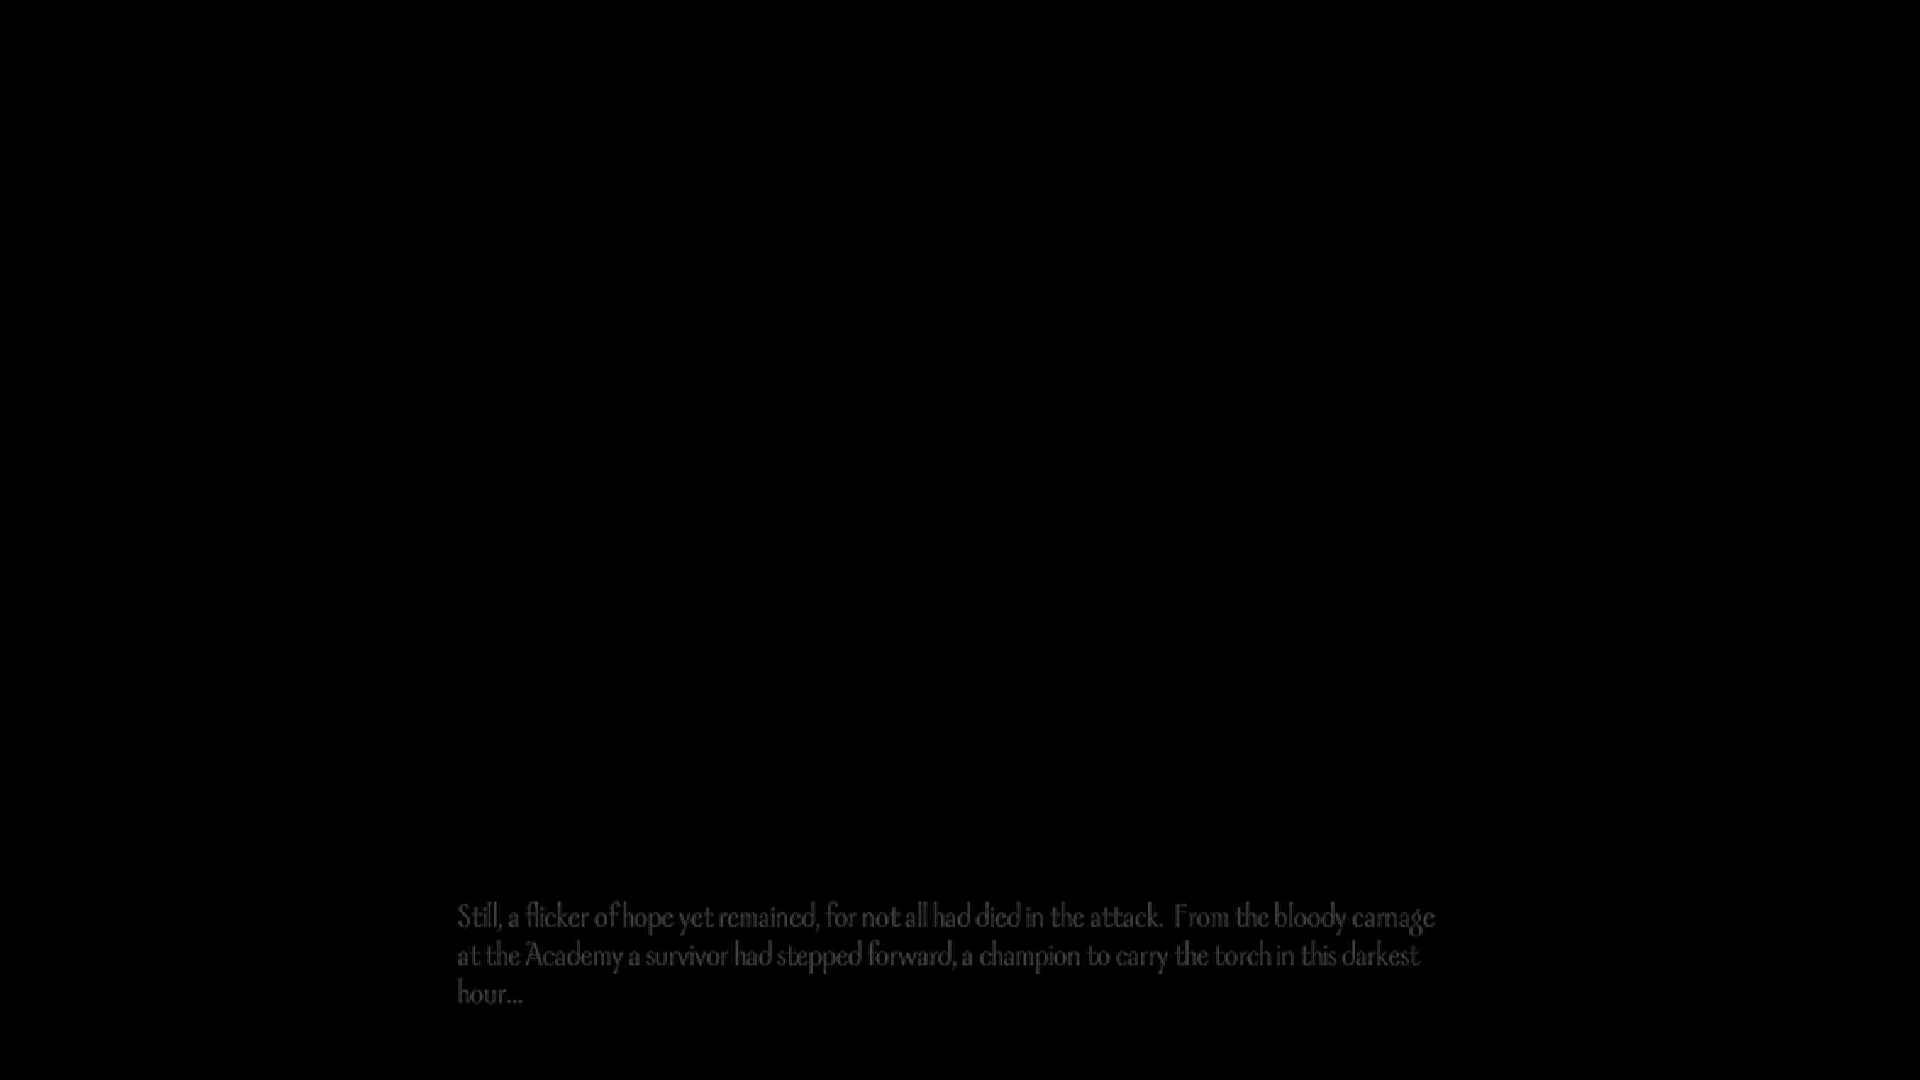 Still, a flicker of hope yet remained, for not all had died in the attack.  From the bloody carnage
at the Academy a survivor had stepped forward, a champion to carry the torch in this darkest
hour...